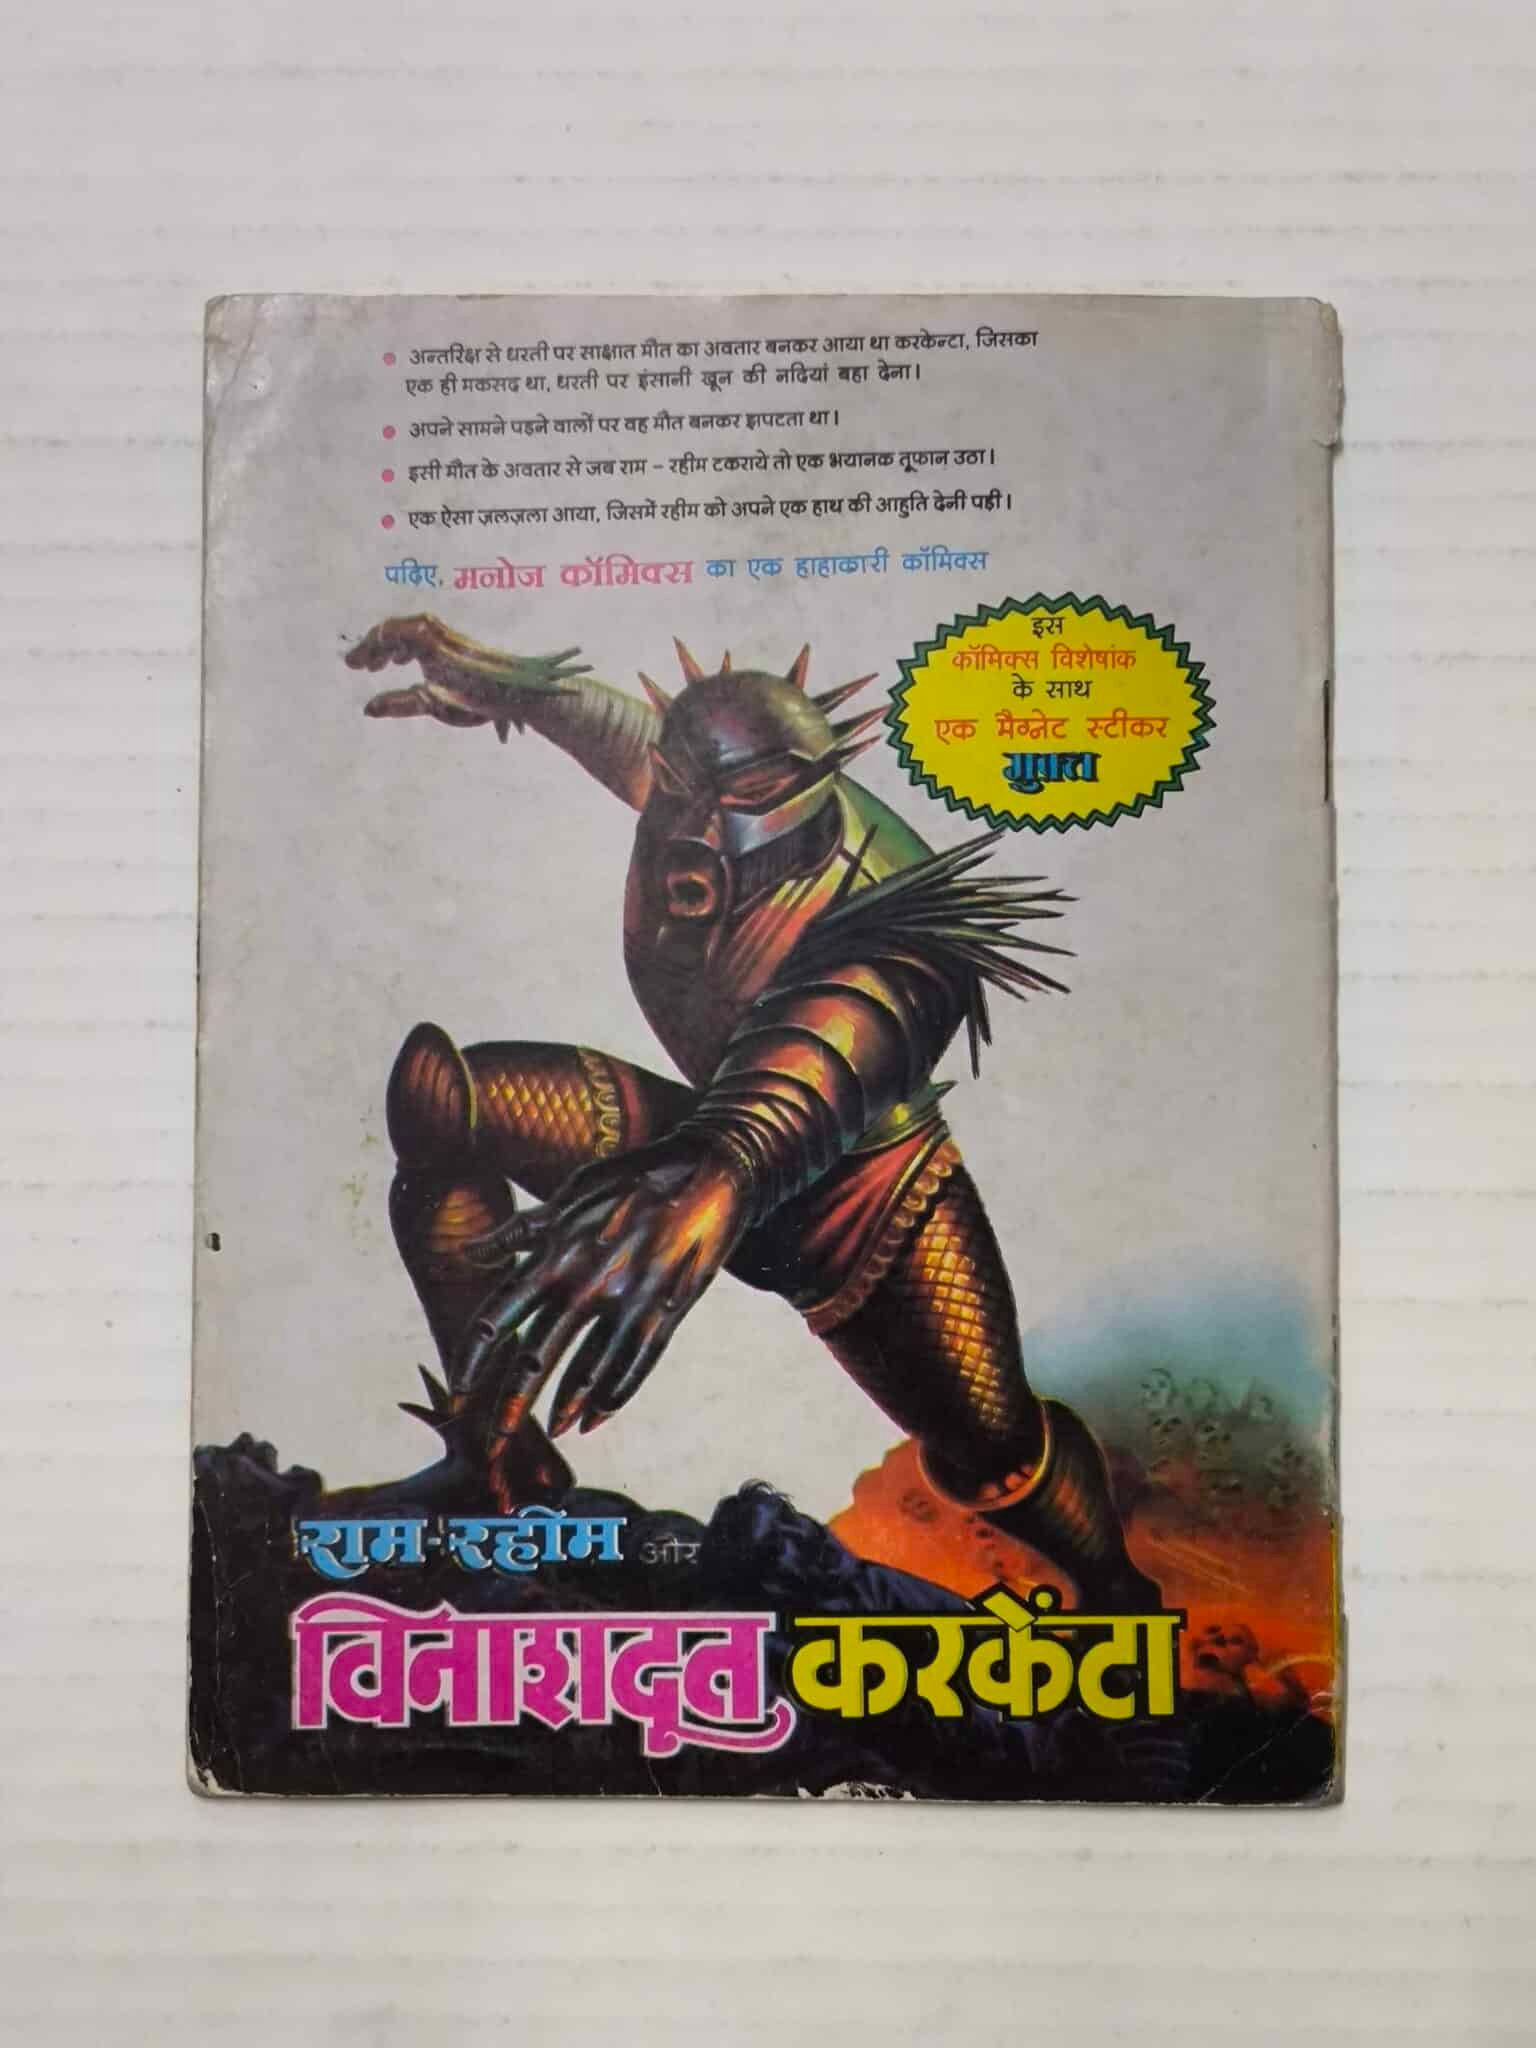 • अन्तरिक्ष से धरती पर साक्षात मौत का अवतार बनकर आया था करकेन्टा, जिसका
एक ही मकसद था, धरती पर इंसानी खून की नदियां बहा देना।
• अपने सामने पड़ने वालों पर वह मौत बनकर झपटता था।
• इसी मौत के अवतार से जब राम – रहीम टकराये तो एक भयानक तूफान उठा।
• एक ऐसा ज़लज़ला आया, जिसमें रहीम को अपने एक हाथ की आहुति देनी पड़ी।
पढ़िए, मनोज कॉमिक्स का एक हाहाकारी कॉमिक्स
इस
कॉमिक्स विशेषांक
के साथ
एक मैग्नेट स्टीकर
मुफ्त
राम-रहीम और
विनाशदूत करकेंटा